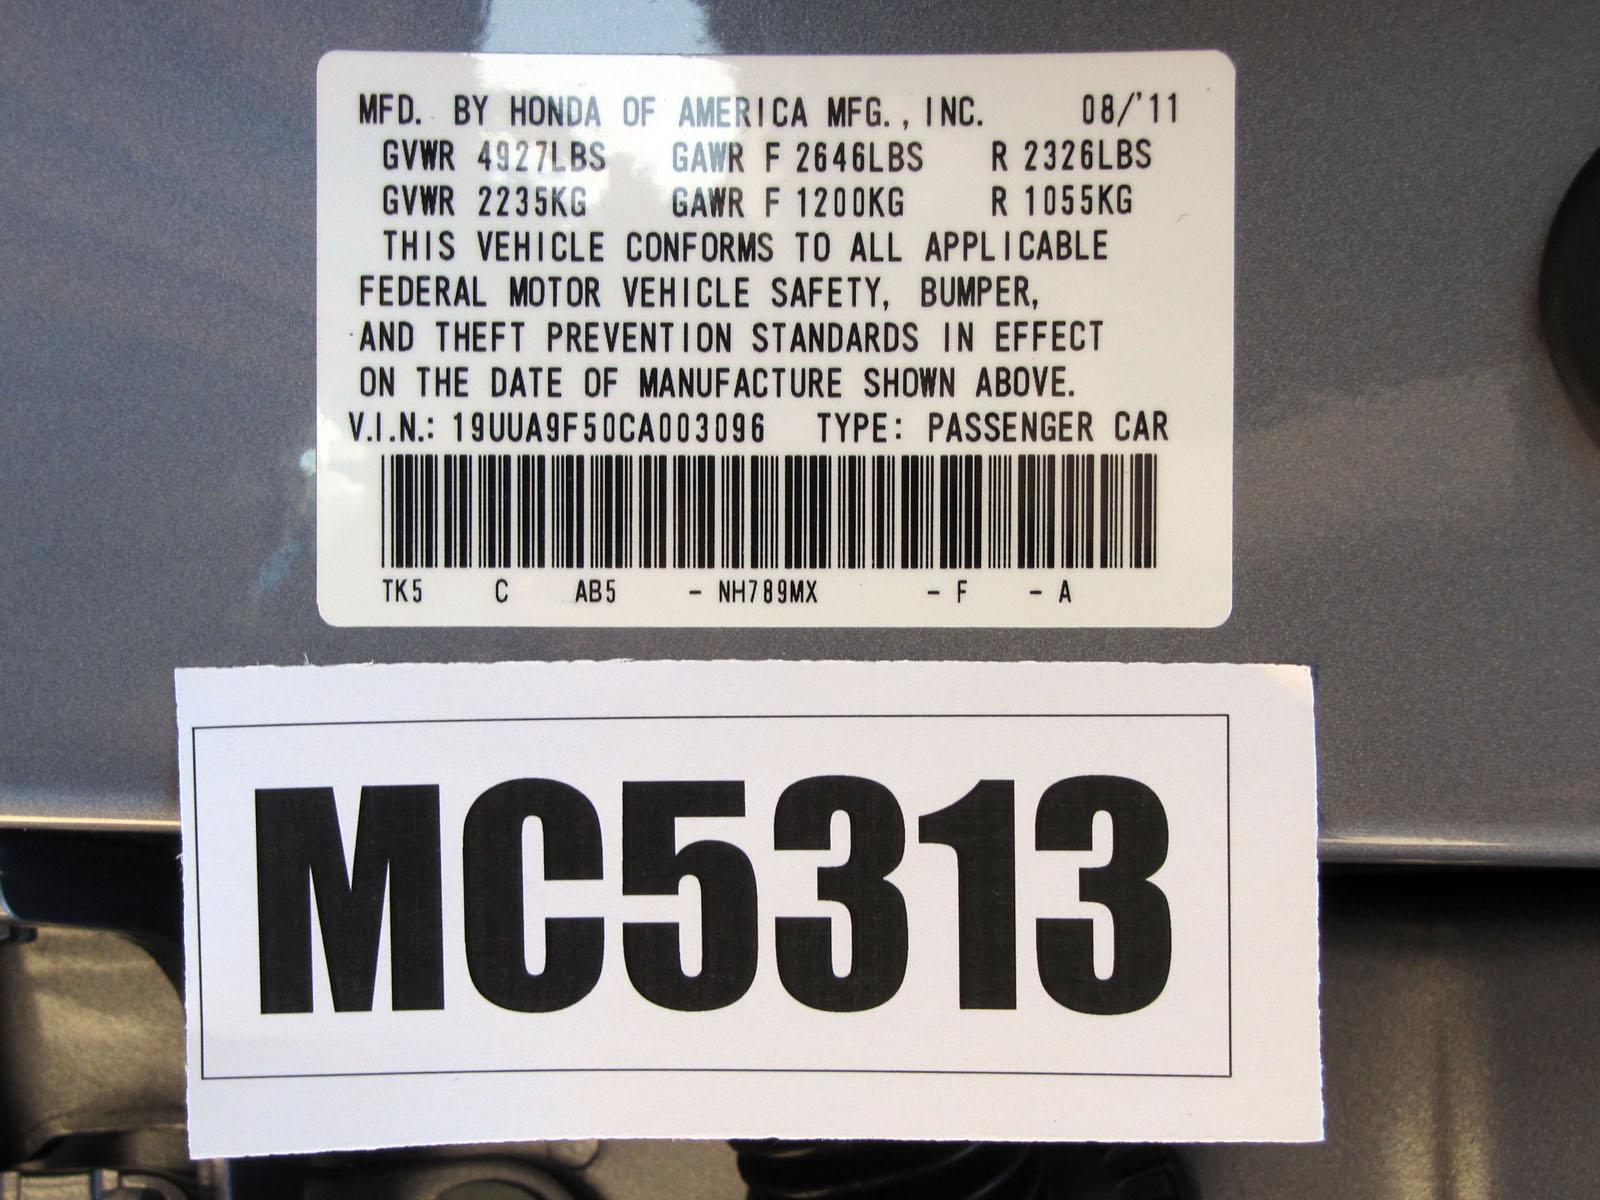 MFD. BY HONDA OF AMERICA MFG., INC. 08/'11
GVWR 4927LBS GAWR F 2646LBS R 2326LBS
GVWR 2235KG GAWR F 1200KG R 1055KG
THIS VEHICLE CONFORMS TO ALL APPLICABLE
FEDERAL MOTOR VEHICLE SAFETY, BUMPER,
AND THEFT PREVENTION STANDARDS IN EFFECT
ON THE DATE OF MANUFACTURE SHOWN ABOVE.
V.I.N.: 19UUA9F50CA003096 TYPE: PASSENGER CAR
TK5 C AB5 - NH789MX - F - A
MC5313